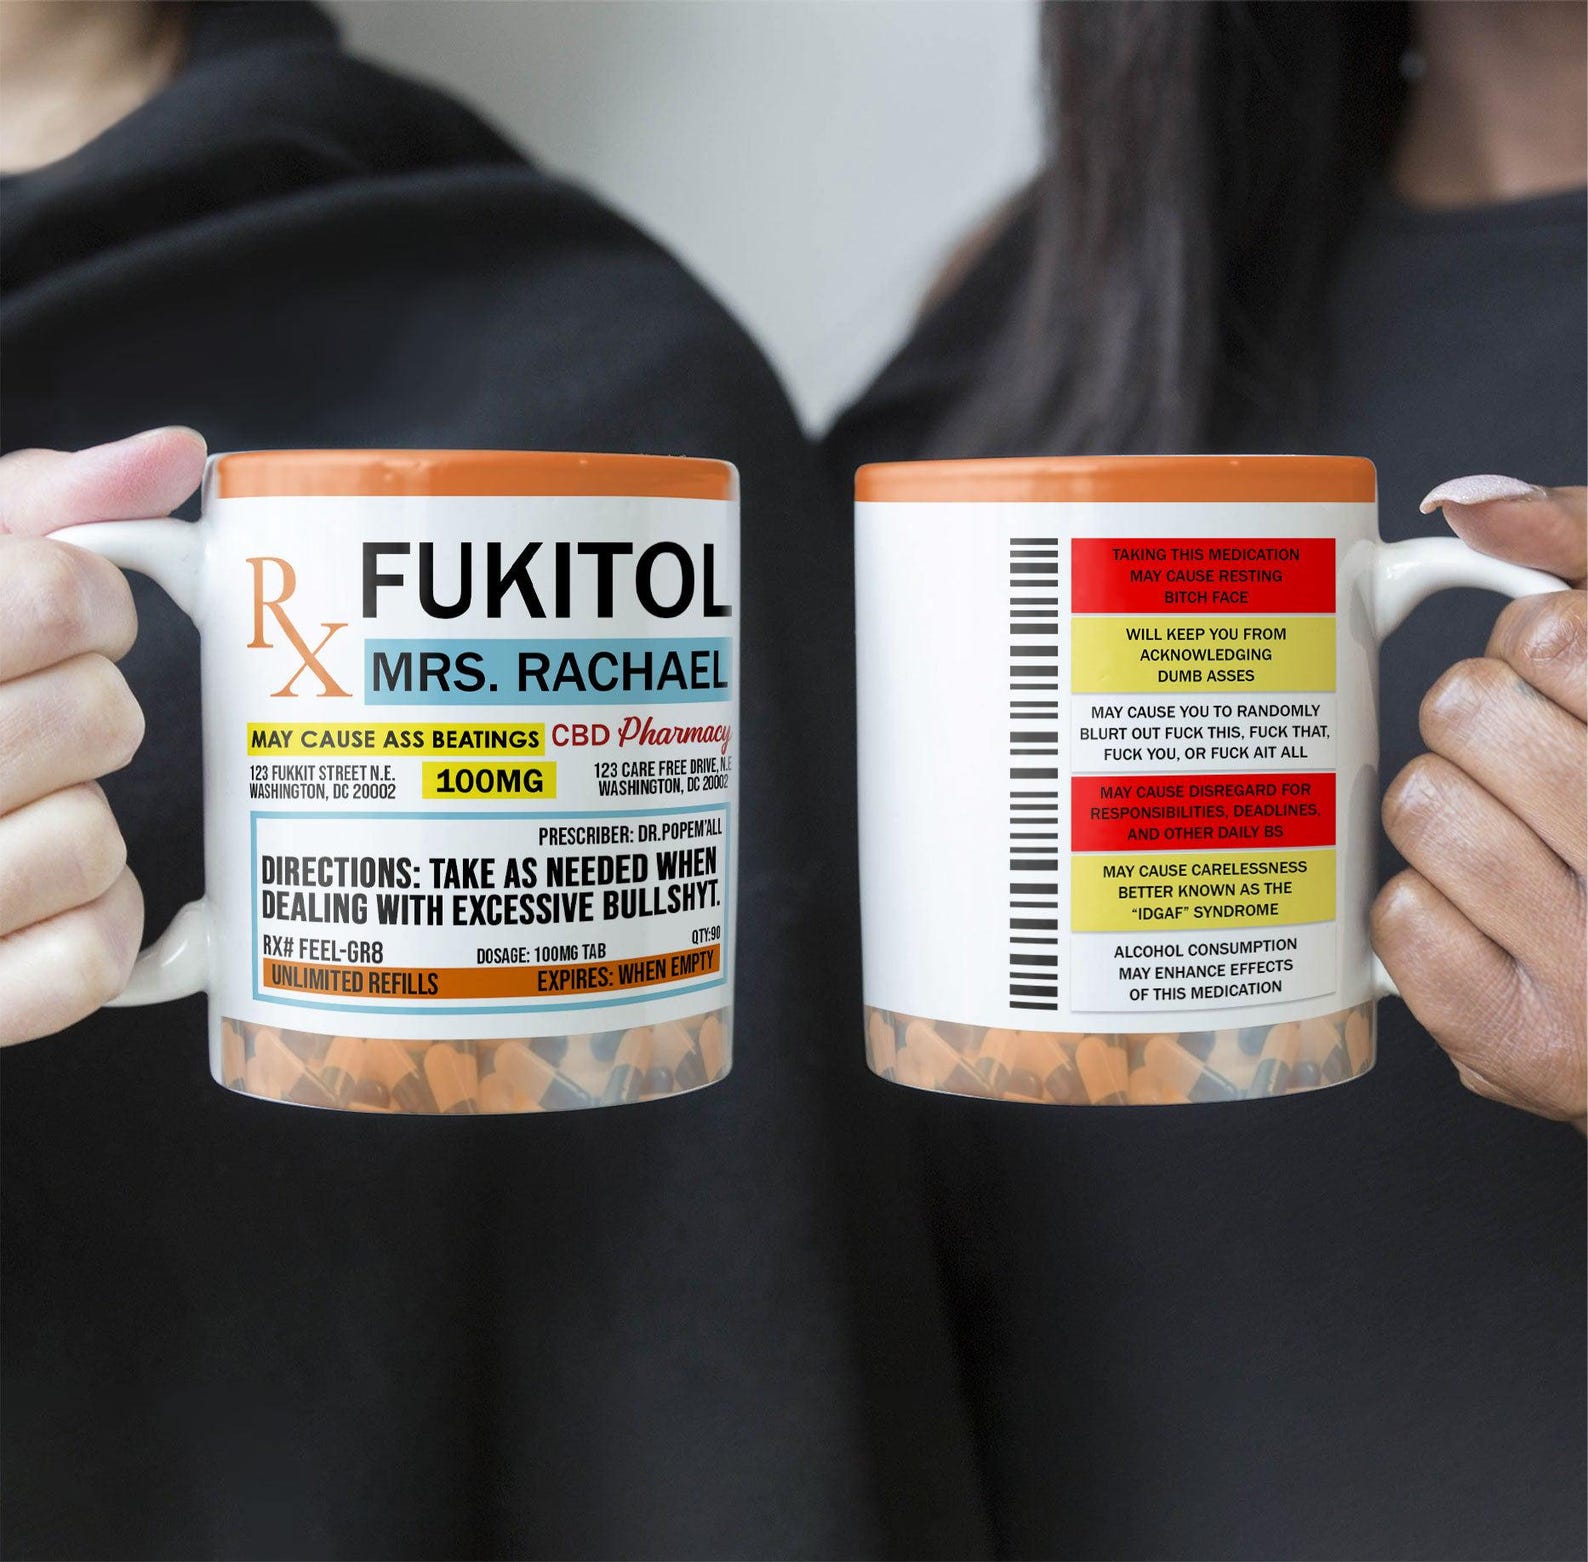 Rx
FUKITOL
MRS. RACHAEL
MAY CAUSE ASS BEATINGS
CBD Pharmacy
123 FUKKIT STREET N.E.
WASHINGTON, DC 20002
100MG
123 CARE FREE DRIVE, N.E
WASHINGTON, DC 20002
PRESCRIBER: DR.POPEM'ALL
DIRECTIONS: TAKE AS NEEDED WHEN
DEALING WITH EXCESSIVE BULLSHYT.
RX# FEEL-GR8
DOSAGE: 100MG TAB
QTY:90
UNLIMITED REFILLS
EXPIRES: WHEN EMPTY
TAKING THIS MEDICATION
MAY CAUSE RESTING
BITCH FACE
WILL KEEP YOU FROM
ACKNOWLEDGING
DUMB ASSES
MAY CAUSE YOU TO RANDOMLY
BLURT OUT FUCK THIS, FUCK THAT,
FUCK YOU, OR FUCK AIT ALL
MAY CAUSE DISREGARD FOR
RESPONSIBILITIES, DEADLINES,
AND OTHER DAILY BS
MAY CAUSE CARELESSNESS
BETTER KNOWN AS THE
“IDGAF” SYNDROME
ALCOHOL CONSUMPTION
MAY ENHANCE EFFECTS
OF THIS MEDICATION